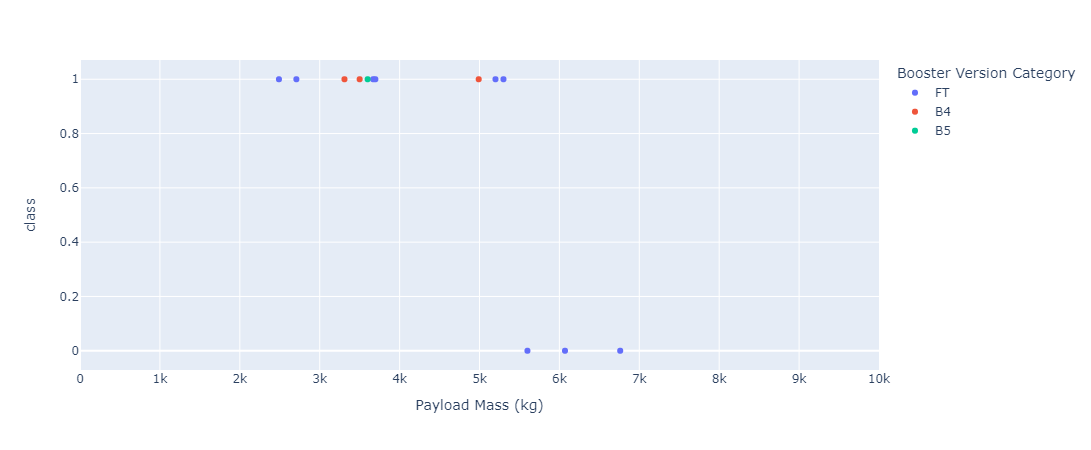 Booster Version Category
FT
B4
B5
1
0.8
0.6
0.4
0.2
0
class
0 1k 2k 3k 4k 5k 6k 7k 8k 9k 10k
Payload Mass (kg)